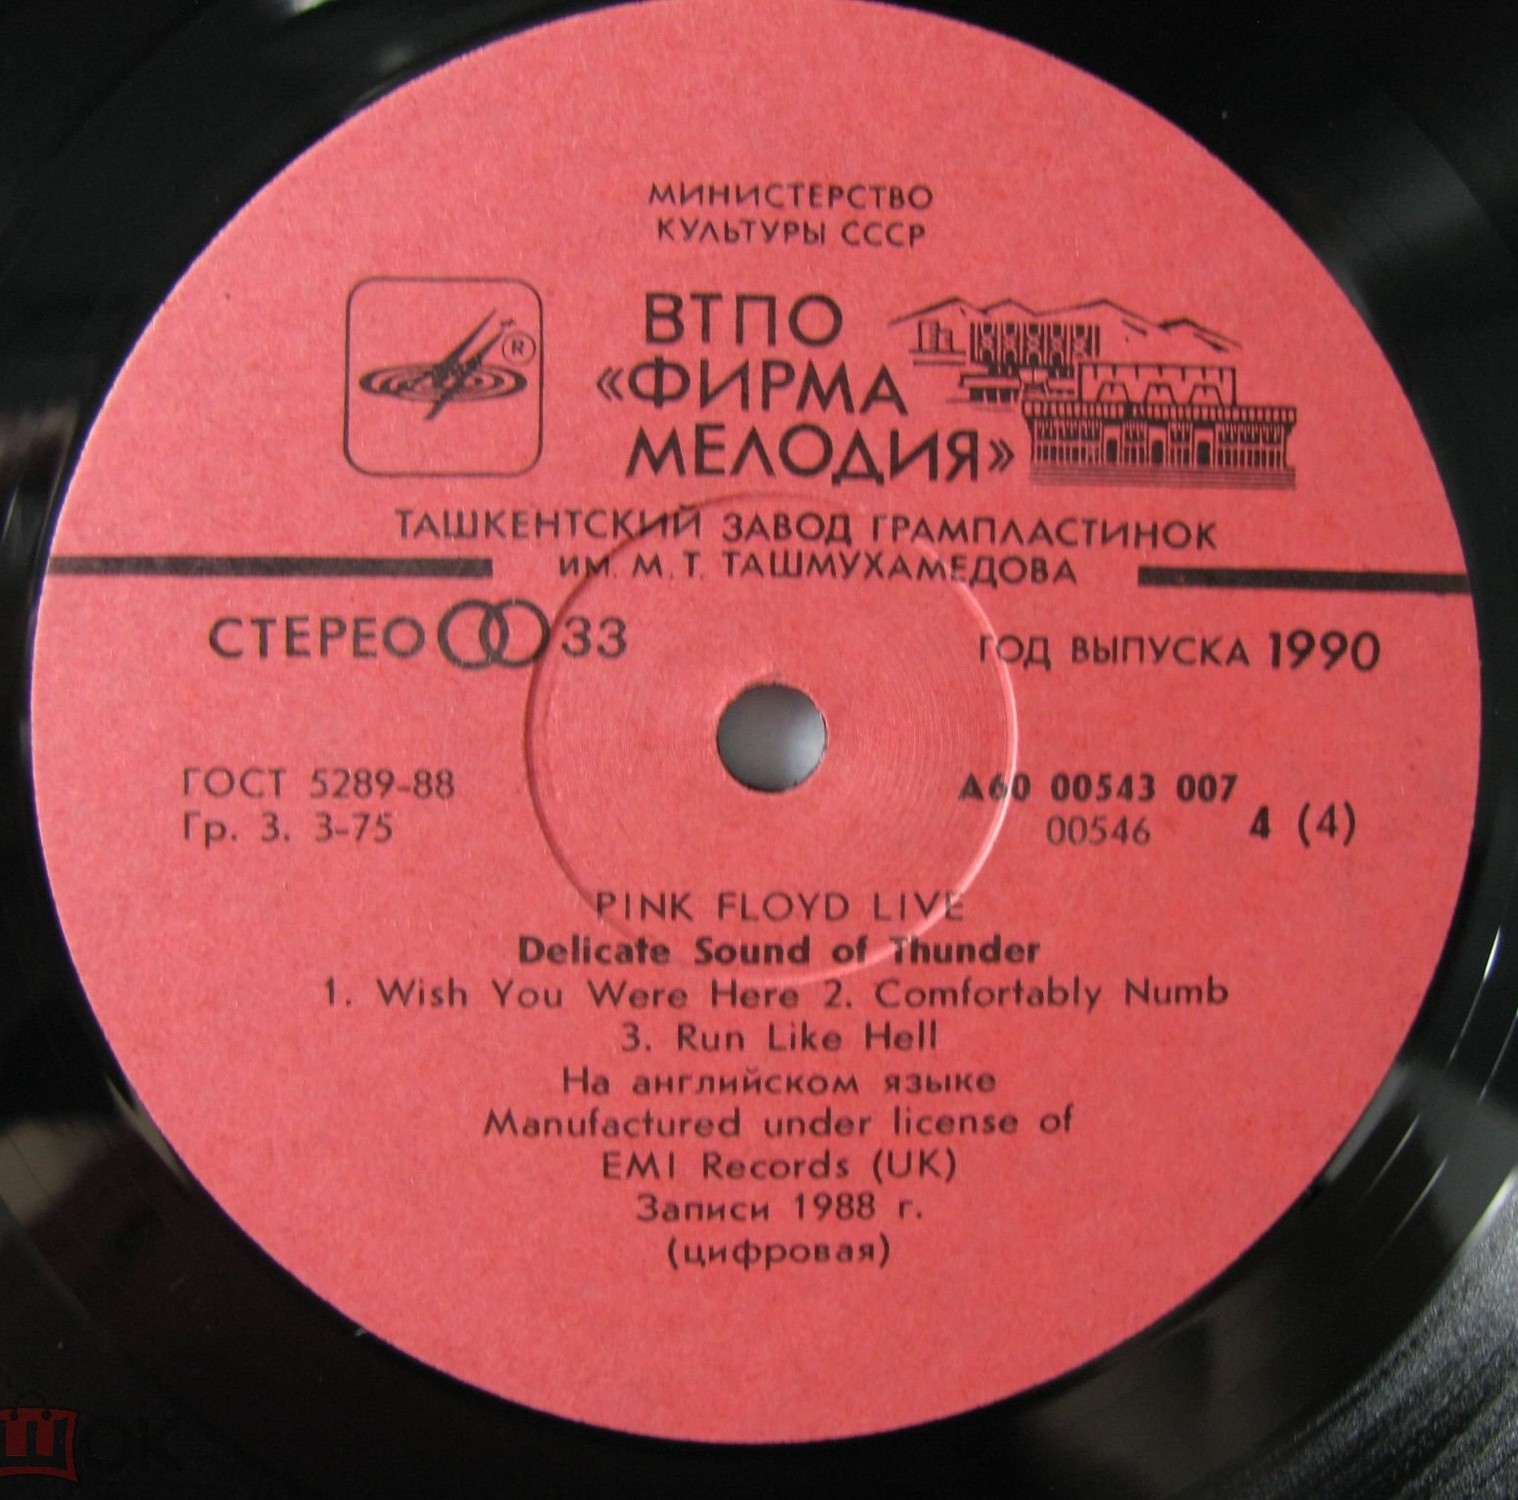 МИНИСТЕРСТВО
КУЛЬТУРЫ СССР
ВТПО
«ФИРМА
МЕЛОДИЯ»
®
ТАШКЕНТСКИЙ ЗАВОД ГРАМПЛАСТИНОК
ИМ. М. Т. ТАШМУХАМЕДОВА
СТЕРЕО 33
ГОД ВЫПУСКА 1990
ГОСТ 5289-88
Гр. 3. 3-75
А60 00543 007
00546
4 (4)
PINK FLOYD LIVE
Delicate Sound of Thunder
1. Wish You Were Here 2. Comfortably Numb
3. Run Like Hell
На английском языке
Manufactured under license of
EMI Records (UK)
Записи 1988 г.
(цифровая)